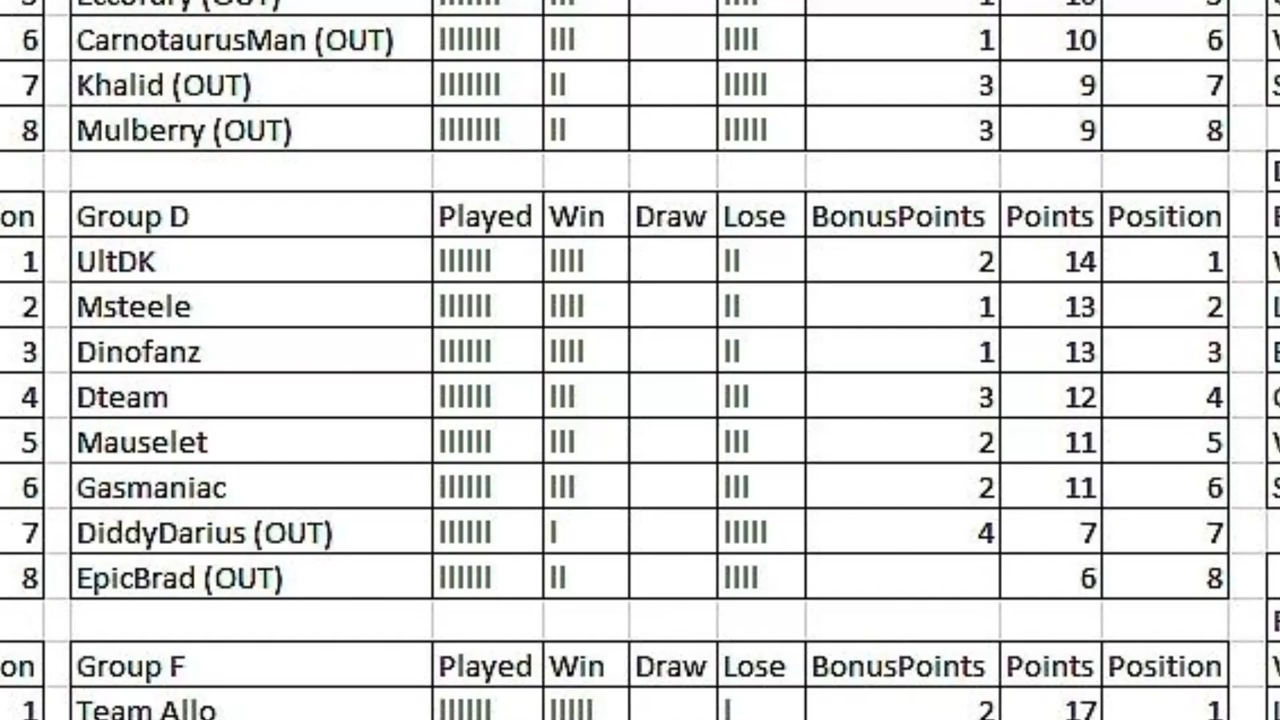 6 CarnotaurusMan (OUT) IIIIIII III IIII 1 10 6
7 Khalid (OUT) IIIIIII II IIIII 3 9 7
8 Mulberry (OUT) IIIIIII II IIIII 3 9 8
on Group D Played Win Draw Lose BonusPoints Points Position
1 UltDK IIIIII IIII II 2 14 1
2 Msteele IIIIII IIII II 1 13 2
3 Dinofanz IIIIII IIII II 1 13 3
4 Dteam IIIIII III III 3 12 4
5 Mauselet IIIIII III III 2 11 5
6 Gasmaniac IIIIII III III 2 11 6
7 DiddyDarius (OUT) IIIIII I IIIII 4 7 7
8 EpicBrad (OUT) IIIIII II IIII 6 8
on Group F Played Win Draw Lose BonusPoints Points Position
1 Team Allo IIIIII IIIII I 2 17 1